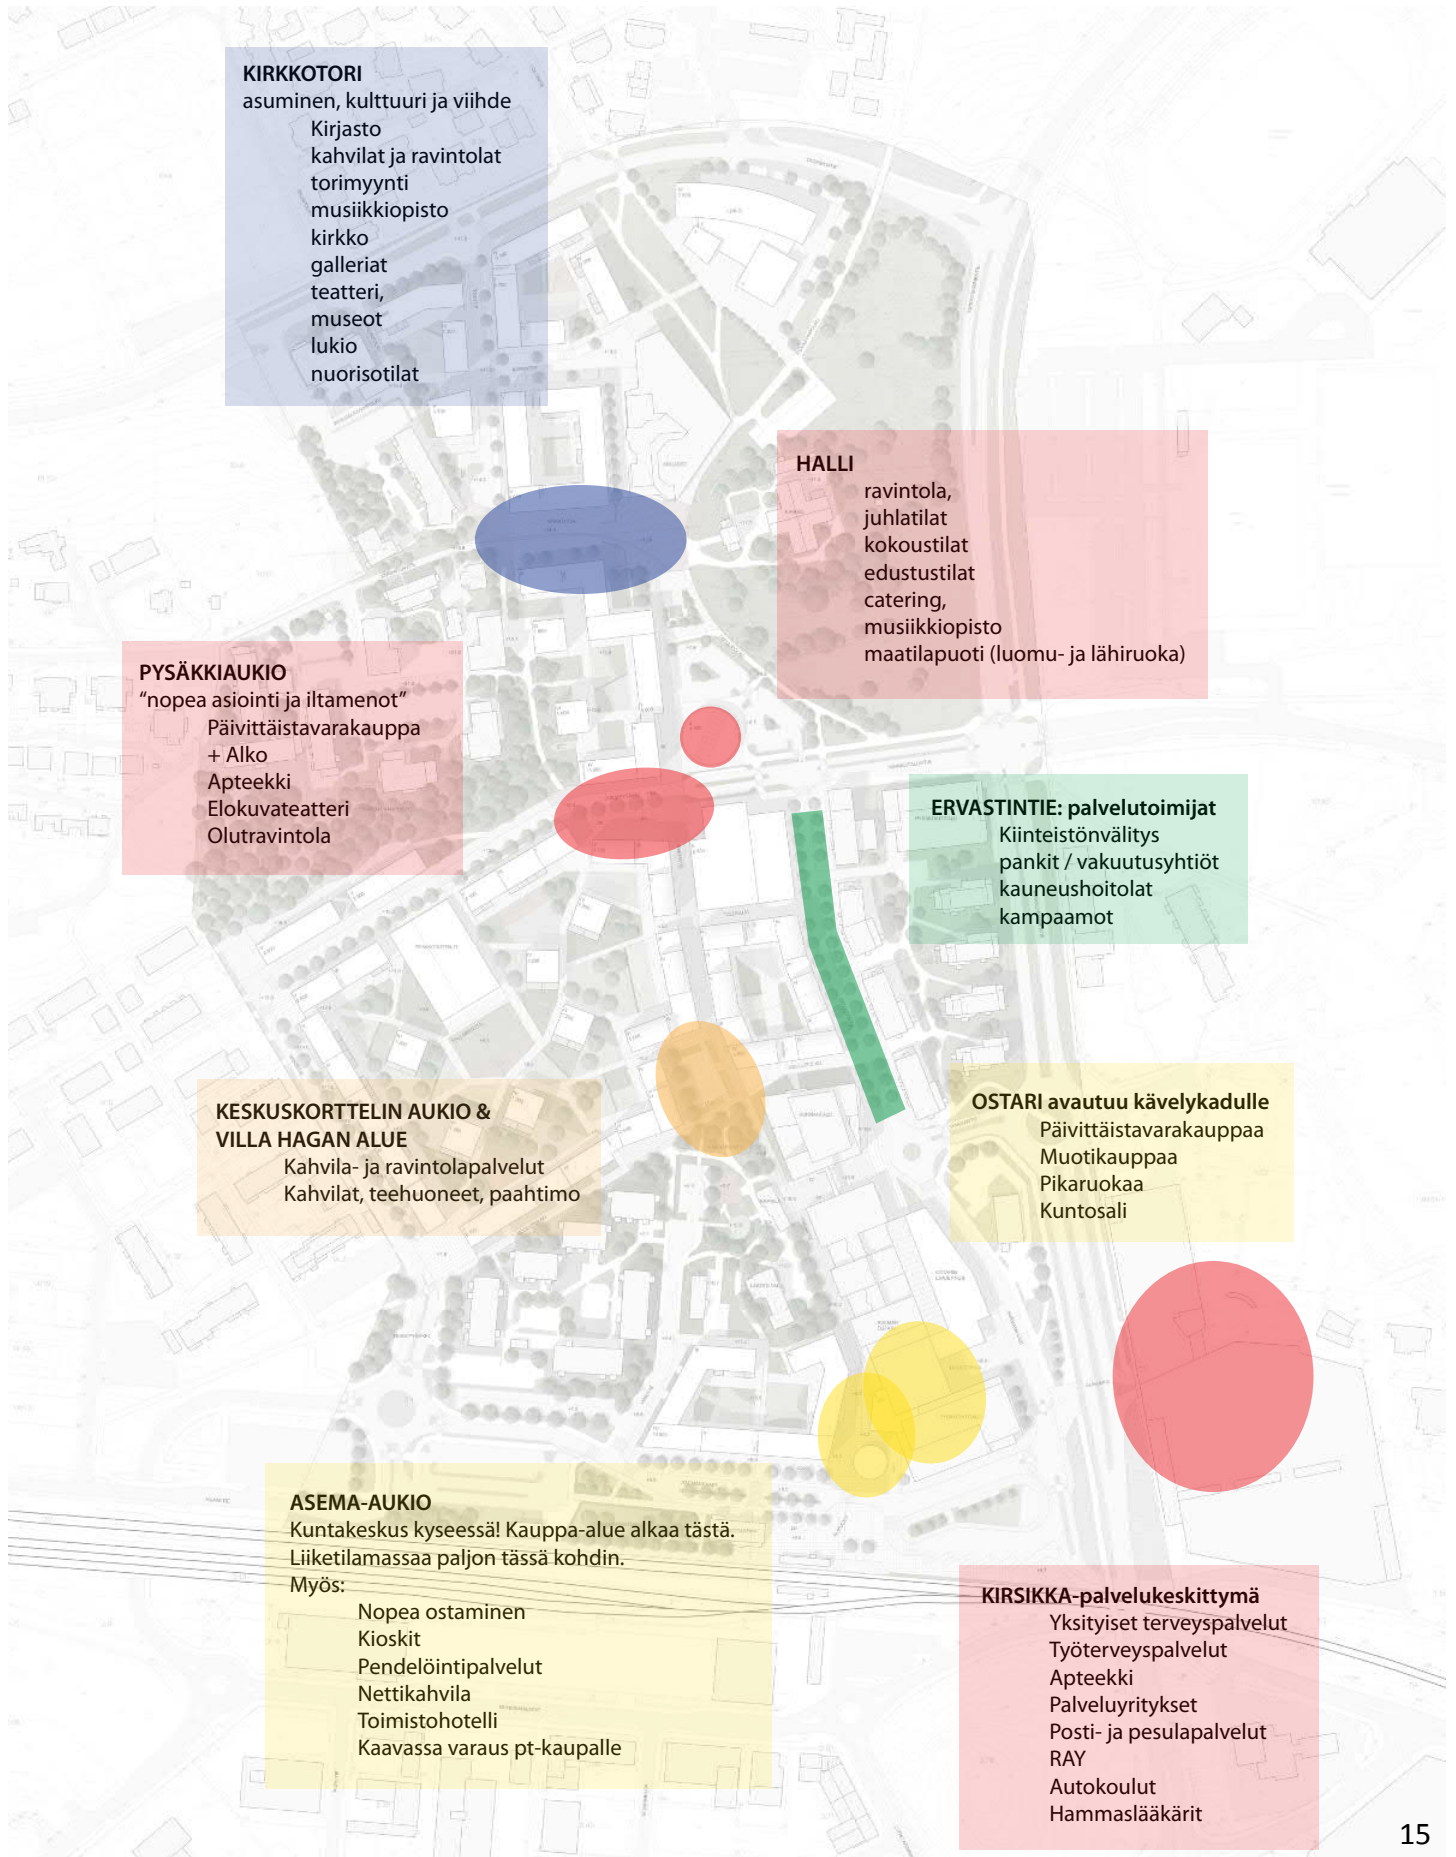 KIRKKOTORI
asuminen, kulttuuri ja viihde
Kirjasto
kahvilat ja ravintolat
torimyynti
musiikkiopisto
kirkko
galleriat
teatteri,
museot
lukio
nuorisotilat
HALLI
ravintola,
juhlatilat
kokoustilat
edustustilat
catering,
musiikkiopisto
maatilapuoti (luomu- ja lähiruoka)
PYSÄKKIAUKIO
“nopea asiointi ja iltamenot”
Päivittäistavarakauppa
+ Alko
Apteekki
Elokuvateatteri
Olutravintola
ERVASTINTIE: palvelutoimijat
Kiinteistönvälitys
pankit / vakuutusyhtiöt
kauneushoitolat
kampaamot
KESKUSKORTTELIN AUKIO &
VILLA HAGAN ALUE
Kahvila- ja ravintolapalvelut
Kahvilat, teehuoneet, paahtimo
OSTARI avautuu kävelykadulle
Päivittäistavarakauppaa
Muotikauppaa
Pikaruokaa
Kuntosali
ASEMA-AUKIO
Kuntakeskus kyseessä! Kauppa-alue alkaa tästä.
Liiketilamassaa paljon tässä kohdin.
Myös:
Nopea ostaminen
Kioskit
Pendelöintipalvelut
Nettikahvila
Toimistohotelli
Kaavassa varaus pt-kaupalle
KIRSIKKA-palvelukeskittymä
Yksityiset terveyspalvelut
Työterveyspalvelut
Apteekki
Palveluyritykset
Posti- ja pesulapalvelut
RAY
Autokoulut
Hammaslääkärit
15